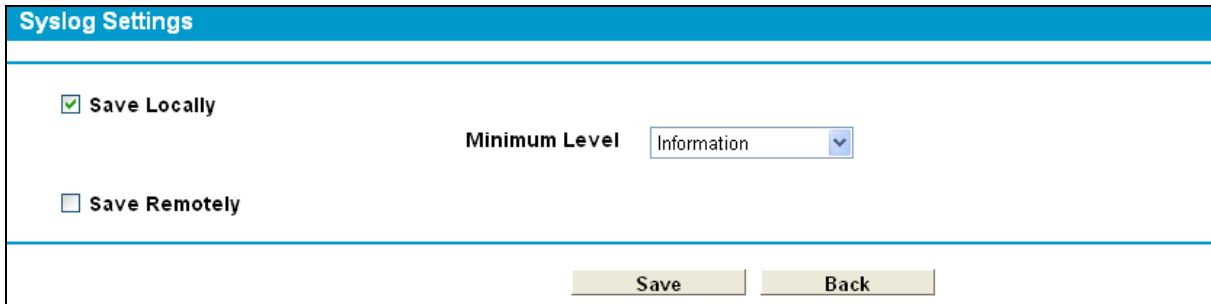 Syslog Settings
Save Locally
Minimum Level Information
Save Remotely
Save Back